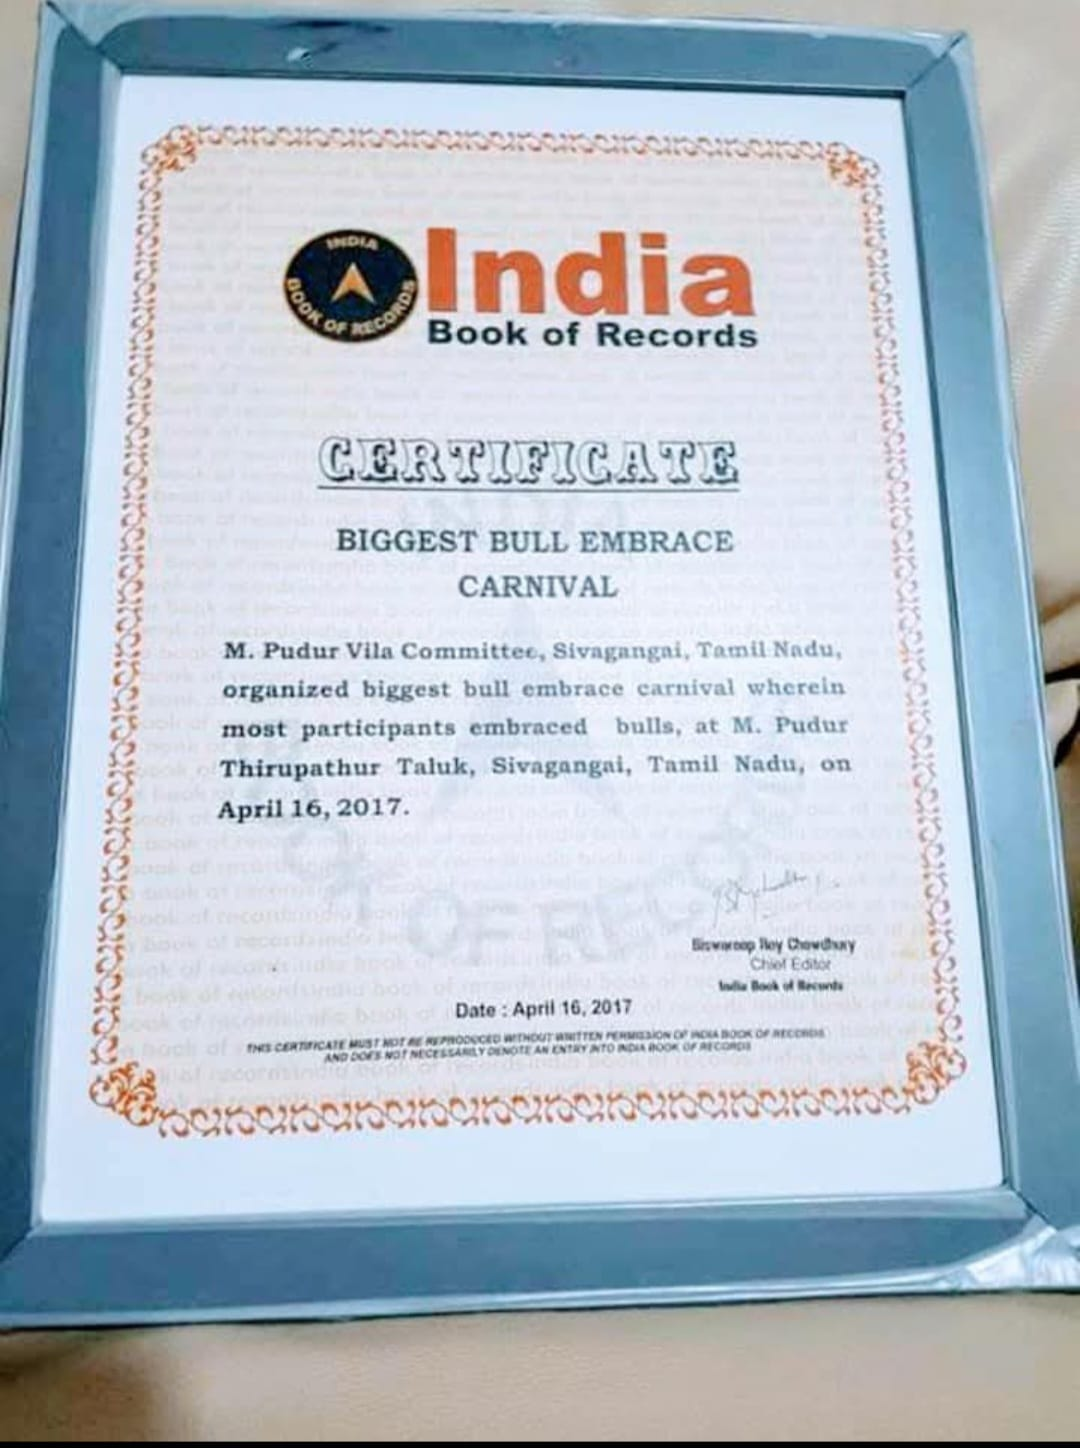 INDIA
BOOK OF RECORDS
India
Book of Records
CERTIFICATE
BIGGEST BULL EMBRACE
CARNIVAL
M. Pudur Vila Committee, Sivagangai, Tamil Nadu,
organized biggest bull embrace carnival wherein
most participants embraced bulls, at M. Pudur
Thirupathur Taluk, Sivagangai, Tamil Nadu, on
April 16, 2017.
Biswaroop Roy Chowdhury
Chief Editor
India Book of Records
Date : April 16, 2017
THIS CERTIFICATE MUST NOT BE REPRODUCED WITHOUT WRITTEN PERMISSION OF INDIA BOOK OF RECORDS
AND DOES NOT NECESSARILY DENOTE AN ENTRY INTO INDIA BOOK OF RECORDS